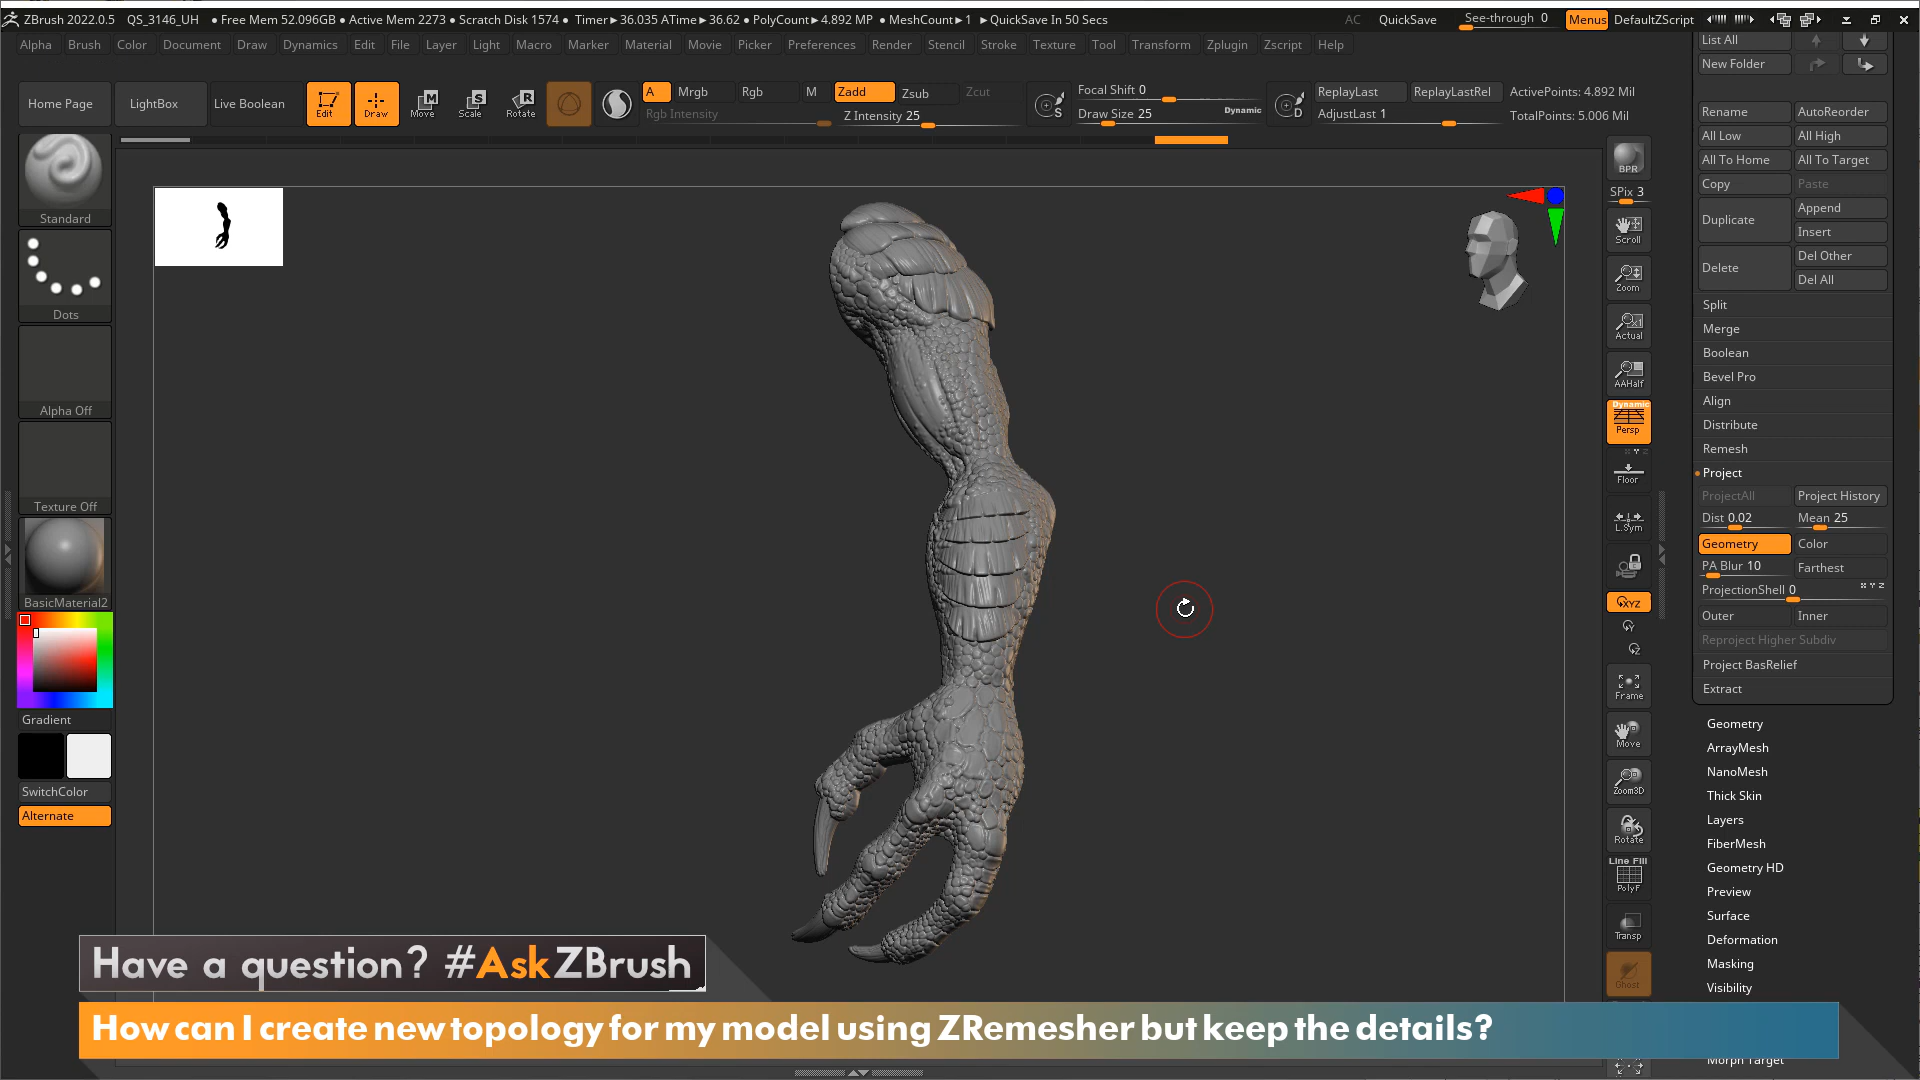 ZBrush 2022.0.5 QS_3146_UH ● Free Mem 52.096GB ● Active Mem 2273 ● Scratch Disk 1574 ● Timer►36.035 ATime►36.62 ● PolyCount►4.892 MP ● MeshCount►1 ►QuickSave In 50 Secs AC QuickSave See-through 0 Menus DefaultZScript
Alpha Brush Color Document Draw Dynamics Edit File Layer Light Macro Marker Material Movie Picker Preferences Render Stencil Stroke Texture Tool Transform Zplugin Zscript Help
Home Page LightBox Live Boolean Edit Draw Move Scale Rotate
A Mrgb Rgb M Zadd Zsub Zcut
Rgb Intensity Z Intensity 25
S Focal Shift 0
Draw Size 25 Dynamic
D ReplayLast ReplayLastRel ActivePoints: 4.892 Mil
AdjustLast 1 TotalPoints: 5.006 Mil
Standard
Dots
Alpha Off
Texture Off
BasicMaterial2
Gradient
SwitchColor
Alternate
BPR
SPix 3
Scroll
Zoom
Actual
AAHalf
Dynamic
Persp
Floor
L.Sym
XYZ
Y
Z
Frame
Move
Zoom3D
Rotate
Line Fill
PolyF
Transp
Ghost
List All
New Folder
Rename AutoReorder
All Low All High
All To Home All To Target
Copy Paste
Duplicate Append
Insert
Delete Del Other
Del All
Split
Merge
Boolean
Bevel Pro
Align
Distribute
Remesh
Project
ProjectAll Project History
Dist 0.02 Mean 25
Geometry Color
PA Blur 10 Farthest
ProjectionShell 0
Outer Inner
Reproject Higher Subdiv
Project BasRelief
Extract
Geometry
ArrayMesh
NanoMesh
Thick Skin
Layers
FiberMesh
Geometry HD
Preview
Surface
Deformation
Masking
Visibility
Morph Target
Have a question? #AskZBrush
How can I create new topology for my model using ZRemesher but keep the details?